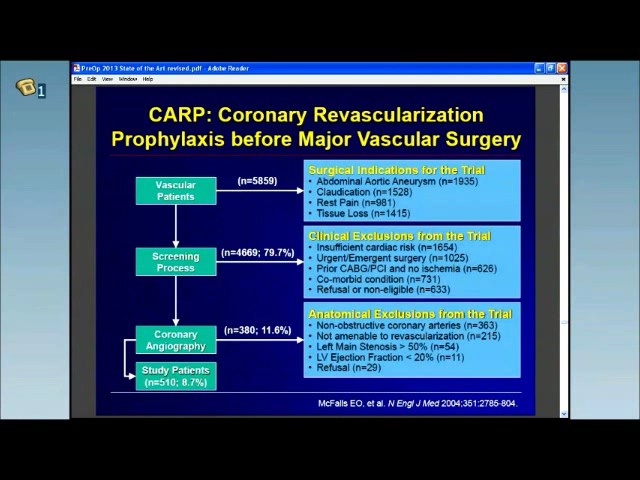 PreOp 2013 State of the Art revised.pdf - Adobe Reader
File Edit View Window Help
1
CARP: Coronary Revascularization
Prophylaxis before Major Vascular Surgery
Vascular
Patients
(n=5859)
Surgical Indications for the Trial
• Abdominal Aortic Aneurysm (n=1935)
• Claudication (n=1528)
• Rest Pain (n=981)
• Tissue Loss (n=1415)
Screening
Process
(n=4669; 79.7%)
Clinical Exclusions from the Trial
• Insufficient cardiac risk (n=1654)
• Urgent/Emergent surgery (n=1025)
• Prior CABG/PCI and no ischemia (n=626)
• Co-morbid condition (n=731)
• Refusal or non-eligible (n=633)
Coronary
Angiography
(n=380; 11.6%)
Anatomical Exclusions from the Trial
• Non-obstructive coronary arteries (n=363)
• Not amenable to revascularization (n=215)
• Left Main Stenosis > 50% (n=54)
• LV Ejection Fraction < 20% (n=11)
• Refusal (n=29)
Study Patients
(n=510; 8.7%)
McFalls EO, et al. N Engl J Med 2004;351:2785-804.